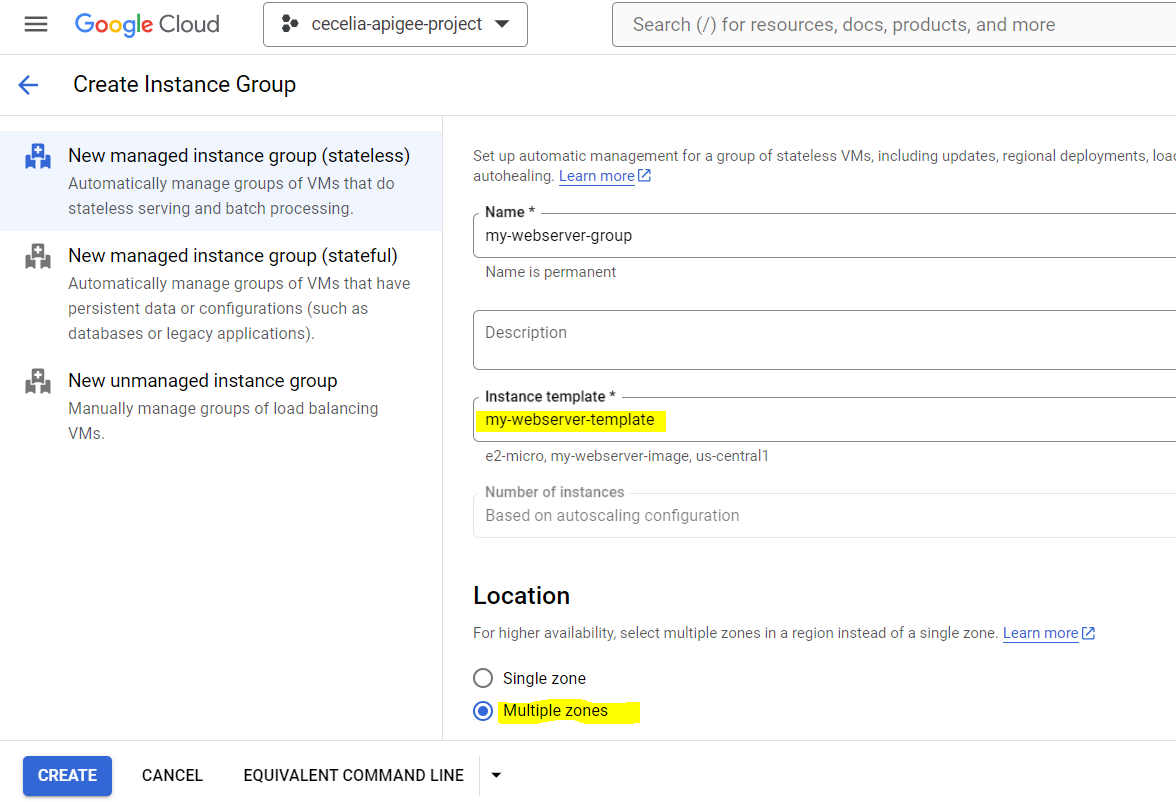 Google Cloud
cecelia-apigee-project
Search (/) for resources, docs, products, and more
Create Instance Group
New managed instance group (stateless)
Automatically manage groups of VMs that do
stateless serving and batch processing.
New managed instance group (stateful)
Automatically manage groups of VMs that have
persistent data or configurations (such as
databases or legacy applications).
New unmanaged instance group
Manually manage groups of load balancing
VMs.
Set up automatic management for a group of stateless VMs, including updates, regional deployments,
autohealing. Learn more
Name *
my-webserver-group
Name is permanent
Description
Instance template *
my-webserver-template
e2-micro, my-webserver-image, us-central1
Number of instances
Based on autoscaling configuration
Location
For higher availability, select multiple zones in a region instead of a single zone. Learn more
Single zone
Multiple zones
CREATE
CANCEL
EQUIVALENT COMMAND LINE